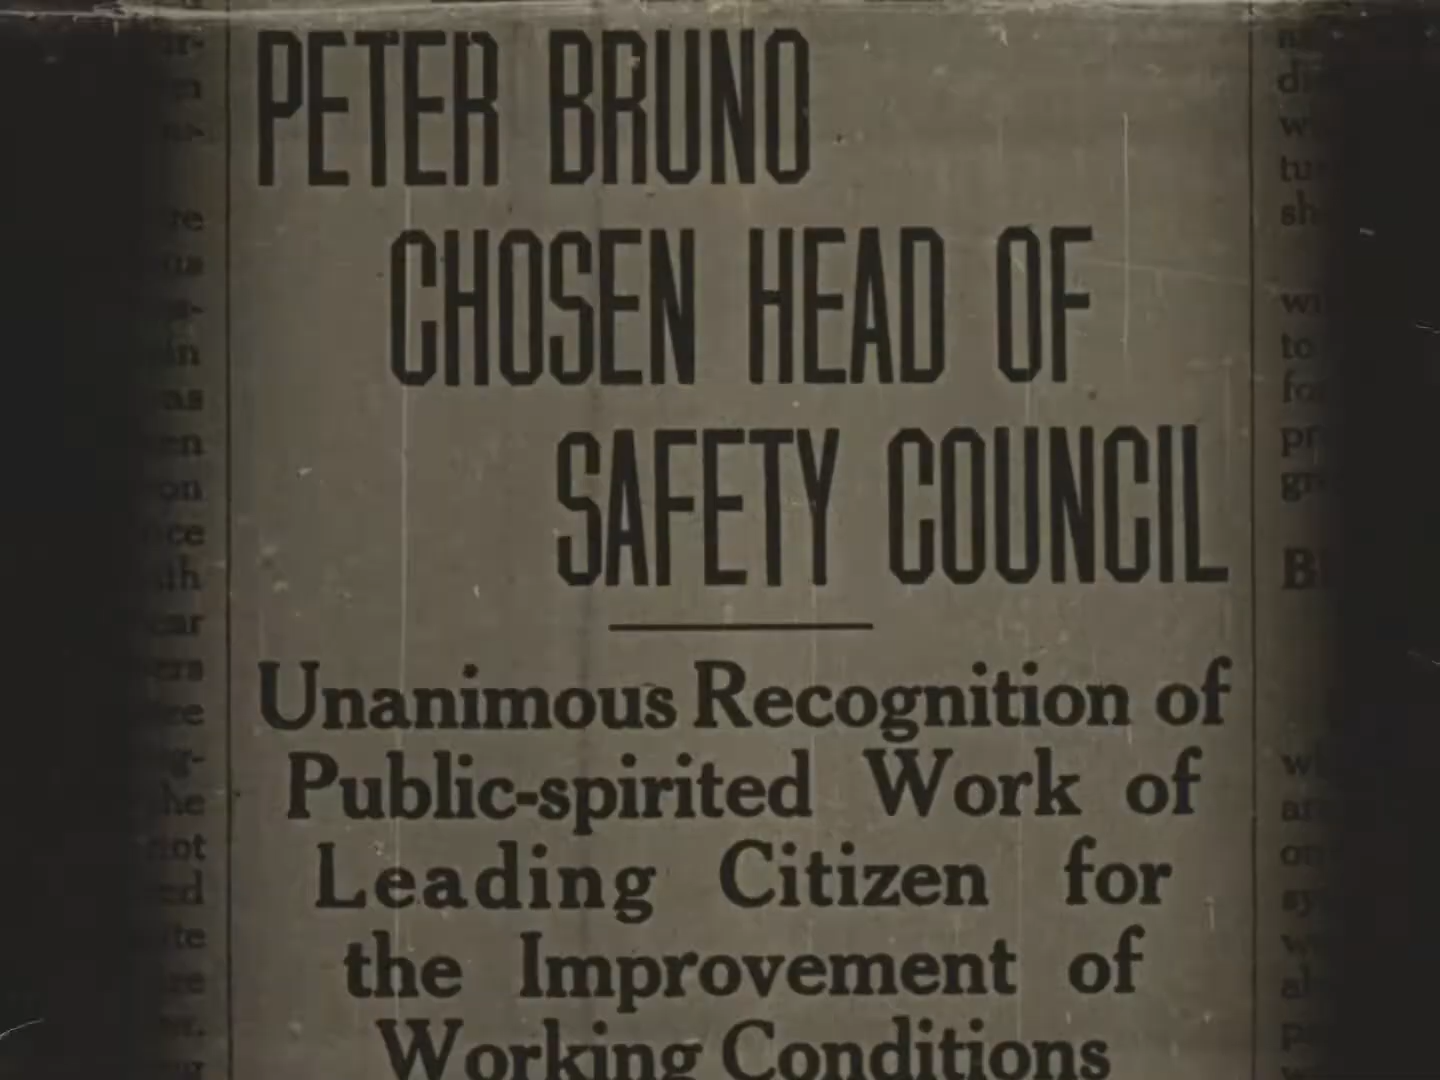 PETER BRUNO
CHOSEN HEAD OF
SAFETY COUNCIL
Unanimous Recognition of
Public-spirited Work of
Leading Citizen for
the Improvement of
Working Conditions